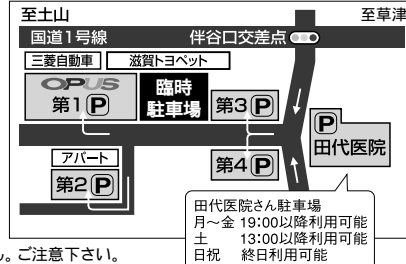 至土山
至草津
国道1号線
伴谷口交差点
三菱自動車
滋賀トヨペット
OPUS
第1 P
臨時
駐車場
第3 P
P
田代医院
アパート
第2 P
第4 P
田代医院さん駐車場
月～金 19:00以降利用可能
土 13:00以降利用可能
日祝 終日利用可能
ん。ご注意下さい。